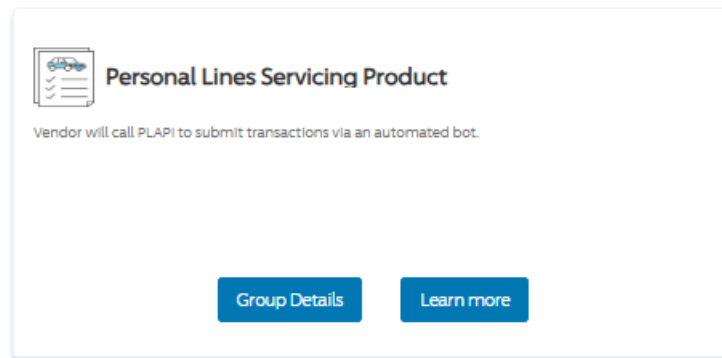 Personal Lines Servicing Product
Vendor will call PLAPI to submit transactions via an automated bot.
Group Details
Learn more